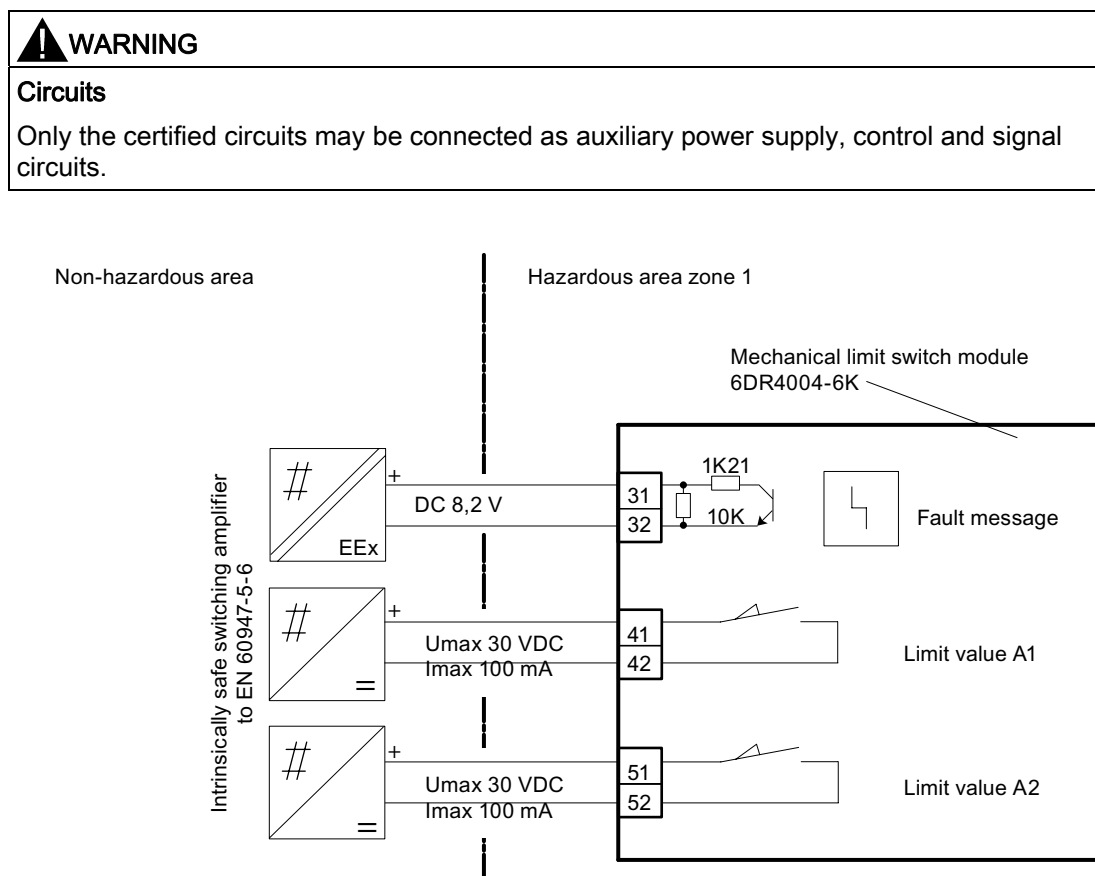 WARNING
Circuits
Only the certified circuits may be connected as auxiliary power supply, control and signal
circuits.
Non-hazardous area
Hazardous area zone 1
Mechanical limit switch module
6DR4004-6K
Intrinsically safe switching amplifier
to EN 60947-5-6
+
EEx
DC 8,2 V
31
32
1K21
10K
Fault message
+
Umax 30 VDC
Imax 100 mA
41
42
Limit value A1
+
Umax 30 VDC
Imax 100 mA
51
52
Limit value A2